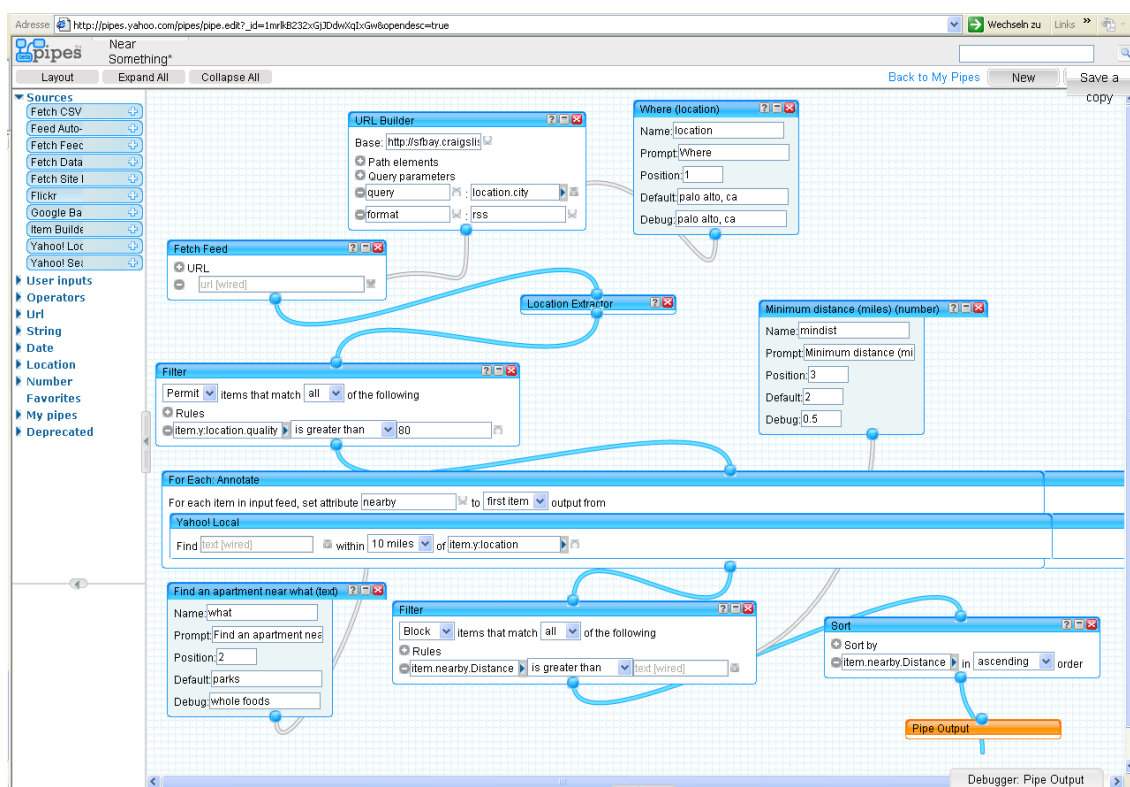 Adresse http://pipes.yahoo.com/pipes/pipe.edit?_id=1mrlkB232xGjJDdwXqIxGw&opendesc=true Wechseln zu Links »
pipes Near Something*
Layout Expand All Collapse All Back to My Pipes New Save a copy
Sources
Fetch CSV
Feed Auto-
Fetch Feec
Fetch Data
Fetch Site I
Flickr
Google Ba
Item Builde
Yahoo! Loc
Yahoo! Sea
User inputs
Operators
Url
String
Date
Location
Number
Favorites
My pipes
Deprecated
URL Builder
Base: http://sfbay.craigslis
Path elements
Query parameters
query : location.city
format : rss
Where (location)
Name: location
Prompt: Where
Position: 1
Default: palo alto, ca
Debug: palo alto, ca
Fetch Feed
URL
url [wired]
Location Extractor
Minimum distance (miles) (number)
Name: mindist
Prompt: Minimum distance (mi
Position: 3
Default: 2
Debug: 0.5
Filter
Permit items that match all of the following
Rules
item.y:location.quality is greater than 80
For Each: Annotate
For each item in input feed, set attribute nearby to first item output from
Yahoo! Local
Find text [wired] within 10 miles of item.y:location
Find an apartment near what (text)
Name: what
Prompt: Find an apartment nea
Position: 2
Default: parks
Debug: whole foods
Filter
Block items that match all of the following
Rules
item.nearby.Distance is greater than text [wired]
Sort
Sort by
item.nearby.Distance in ascending order
Pipe Output
Debugger: Pipe Output